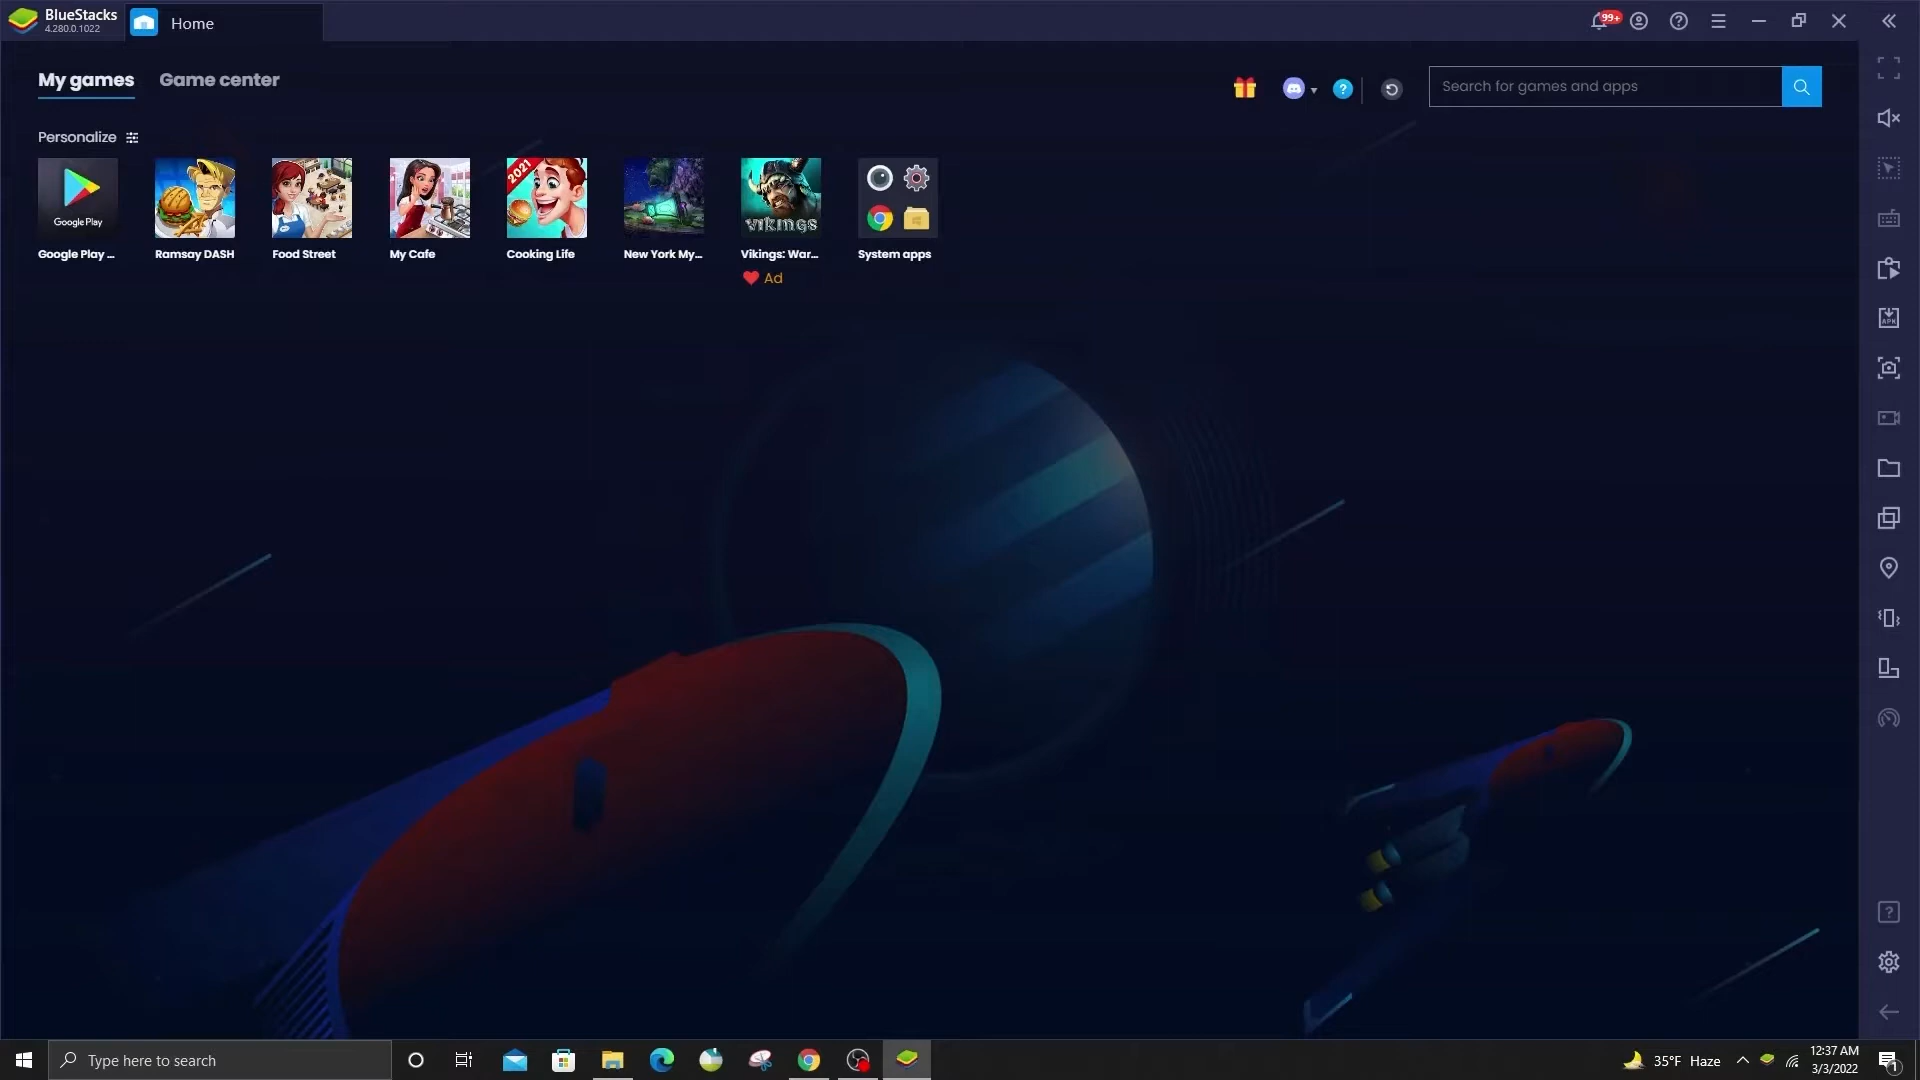 BlueStacks
4.280.0.1022
Home
99+
My games
Game center
Search for games and apps
Personalize
Google Play
2021
VIKINGS
Google Play ...
Ramsay DASH
Food Street
My Cafe
Cooking Life
New York My...
Vikings: War...
System apps
Ad
APK
Type here to search
35°F Haze
12:37 AM
3/3/2022
1